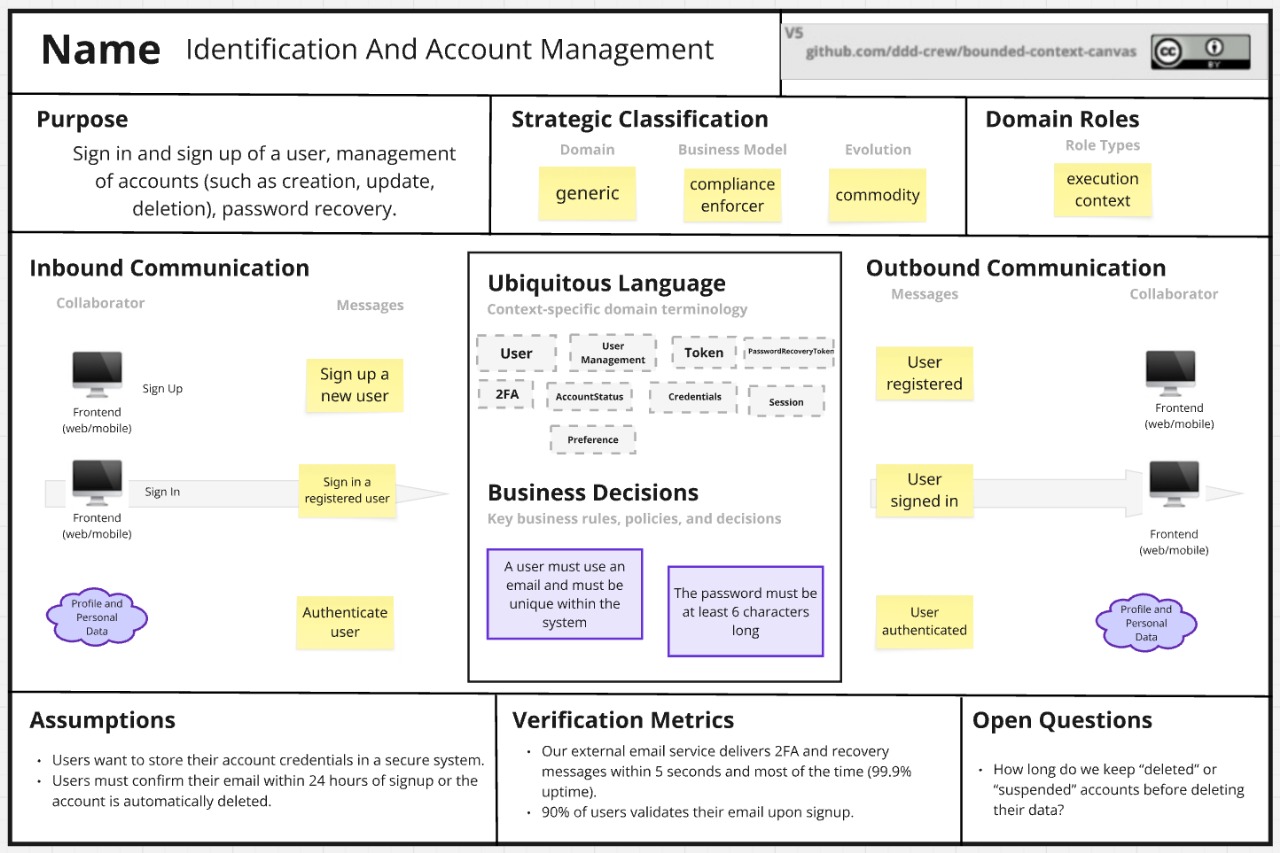 Name Identification And Account Management
V5
github.com/ddd-crew/bounded-context-canvas
cc
BY
Purpose
Sign in and sign up of a user, management
of accounts (such as creation, update,
deletion), password recovery.
Strategic Classification
Domain
Business Model
Evolution
generic
compliance
enforcer
commodity
Domain Roles
Role Types
execution
context
Inbound Communication
Collaborator
Messages
Frontend
(web/mobile)
Sign Up
Sign up a
new user
Frontend
(web/mobile)
Sign In
Sign in a
registered user
Profile and
Personal
Data
Authenticate
user
Ubiquitous Language
Context-specific domain terminology
User
User
Management
Token
PasswordRecoveryToken
2FA
AccountStatus
Credentials
Session
Preference
Business Decisions
Key business rules, policies, and decisions
A user must use an
email and must be
unique within the
system
The password must be
at least 6 characters
long
Outbound Communication
Messages
Collaborator
User
registered
Frontend
(web/mobile)
User
signed in
Frontend
(web/mobile)
User
authenticated
Profile and
Personal
Data
Assumptions
• Users want to store their account credentials in a secure system.
• Users must confirm their email within 24 hours of signup or the
account is automatically deleted.
Verification Metrics
• Our external email service delivers 2FA and recovery
messages within 5 seconds and most of the time (99.9%
uptime).
• 90% of users validates their email upon signup.
Open Questions
• How long do we keep “deleted” or
“suspended” accounts before deleting
their data?